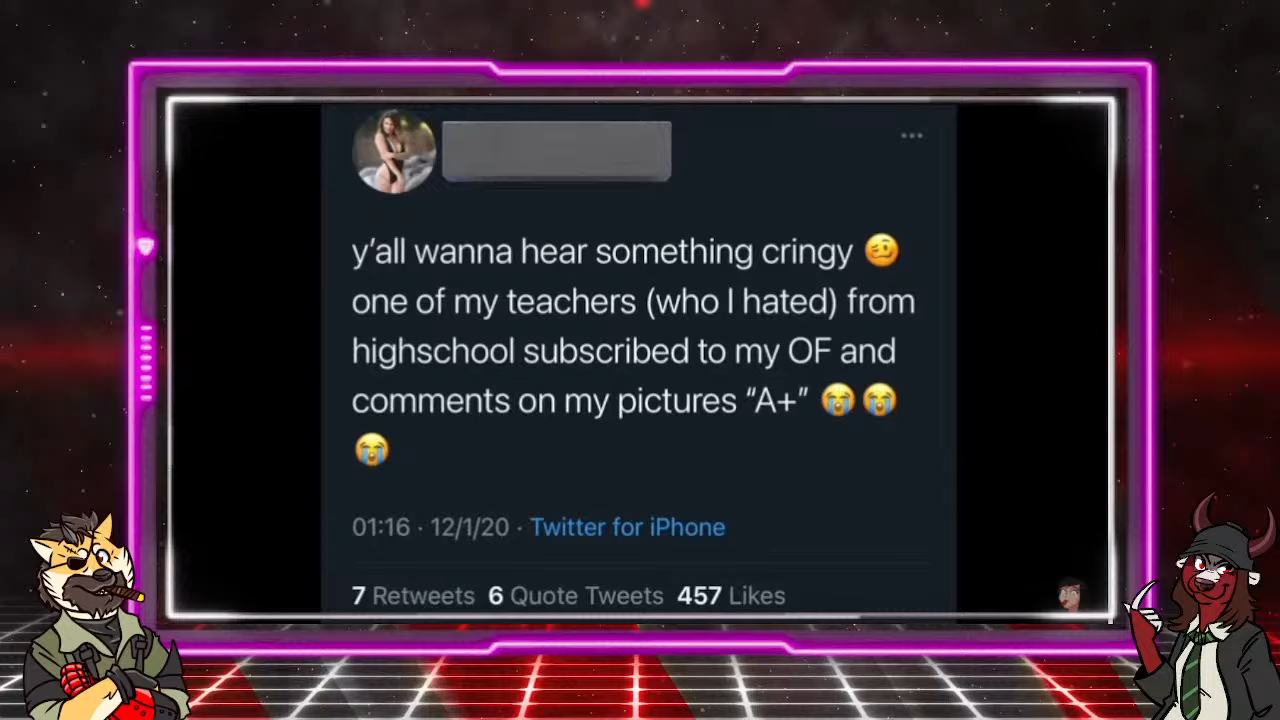 y'all wanna hear something cringy 🥴
one of my teachers (who I hated) from
highschool subscribed to my OF and
comments on my pictures “A+” 😭😭
😭
01:16 · 12/1/20 · Twitter for iPhone
7 Retweets 6 Quote Tweets 457 Likes